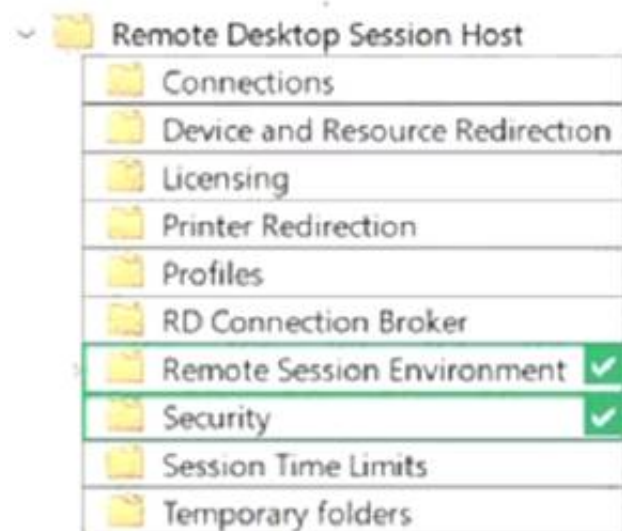 Remote Desktop Session Host
Connections
Device and Resource Redirection
Licensing
Printer Redirection
Profiles
RD Connection Broker
Remote Session Environment
Security
Session Time Limits
Temporary folders